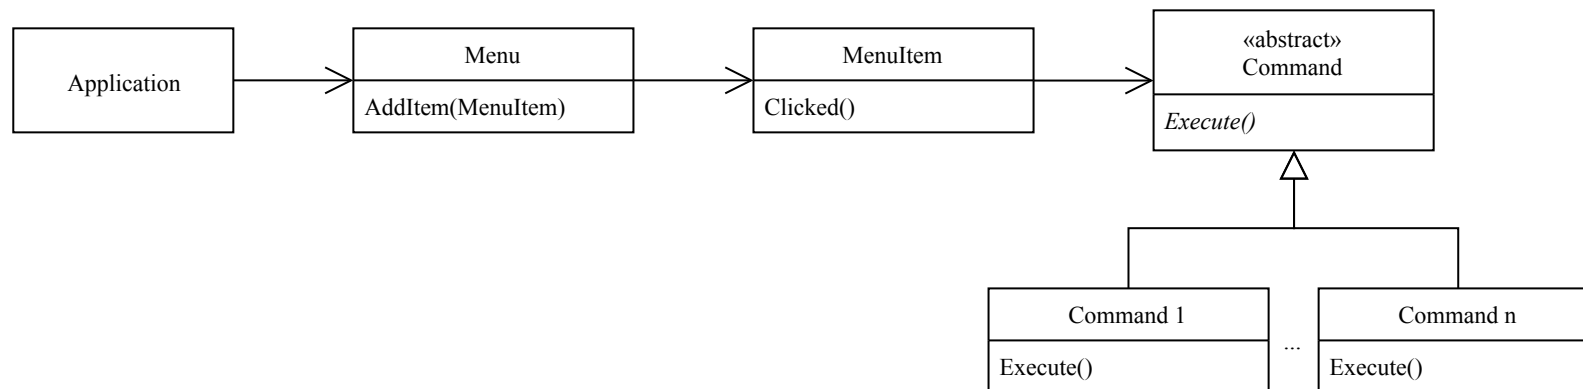 Application
Menu
AddItem(MenuItem)
MenuItem
Clicked()
«abstract»
Command
Execute()
Command 1
Execute()
...
Command n
Execute()